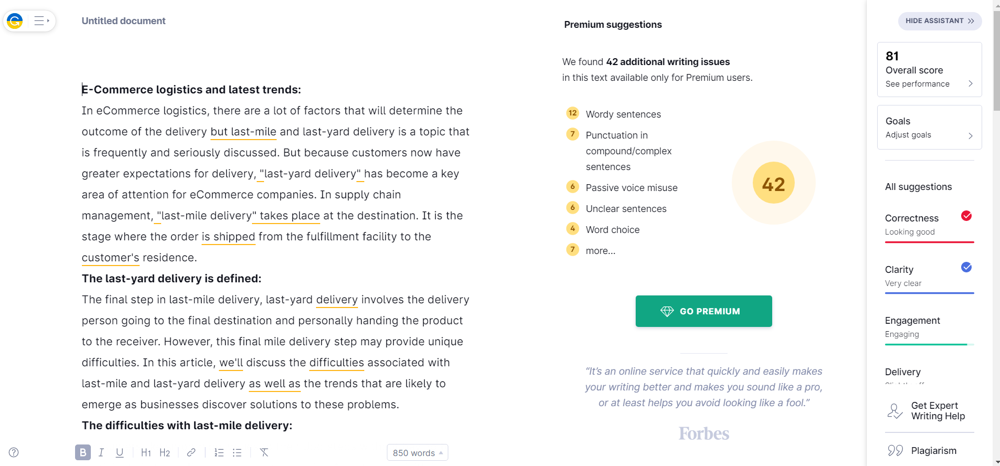 Untitled document
E-Commerce logistics and latest trends:
In eCommerce logistics, there are a lot of factors that will determine the
outcome of the delivery but last-mile and last-yard delivery is a topic that
is frequently and seriously discussed. But because customers now have
greater expectations for delivery, "last-yard delivery" has become a key
area of attention for eCommerce companies. In supply chain
management, "last-mile delivery" takes place at the destination. It is the
stage where the order is shipped from the fulfillment facility to the
customer's residence.
The last-yard delivery is defined:
The final step in last-mile delivery, last-yard delivery involves the delivery
person going to the final destination and personally handing the product
to the receiver. However, this final mile delivery step may provide unique
difficulties. In this article, we'll discuss the difficulties associated with
last-mile and last-yard delivery as well as the trends that are likely to
emerge as businesses discover solutions to these problems.
The difficulties with last-mile delivery:
B I U H1 H2
850 words
Premium suggestions
We found 42 additional writing issues
in this text available only for Premium users.
12 Wordy sentences
7 Punctuation in
compound/complex
sentences
6 Passive voice misuse
6 Unclear sentences
4 Word choice
7 more...
42
GO PREMIUM
“It's an online service that quickly and easily makes
your writing better and makes you sound like a pro,
or at least helps you avoid looking like a fool.”
Forbes
HIDE ASSISTANT
81
Overall score
See performance
Goals
Adjust goals
All suggestions
Correctness
Looking good
Clarity
Very clear
Engagement
Engaging
Delivery
Get Expert
Writing Help
Plagiarism